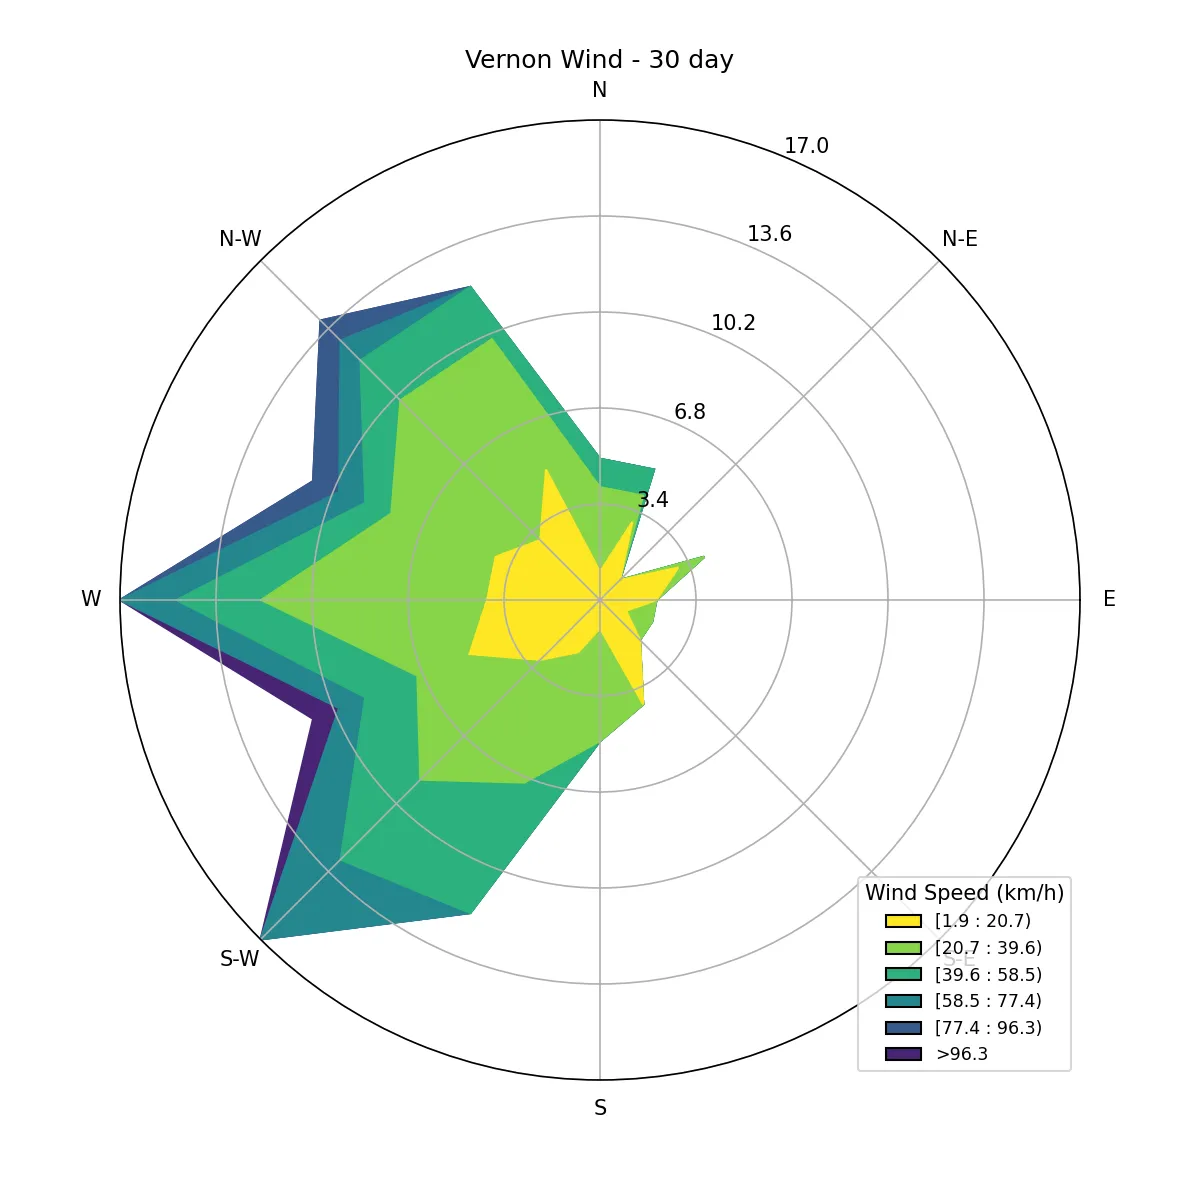 Vernon Wind - 30 day
N
17.0
N-W
13.6
N-E
10.2
6.8
3.4
W
E
S-W
S-E
S
Wind Speed (km/h)
[1.9 : 20.7)
[20.7 : 39.6)
[39.6 : 58.5)
[58.5 : 77.4)
[77.4 : 96.3)
>96.3